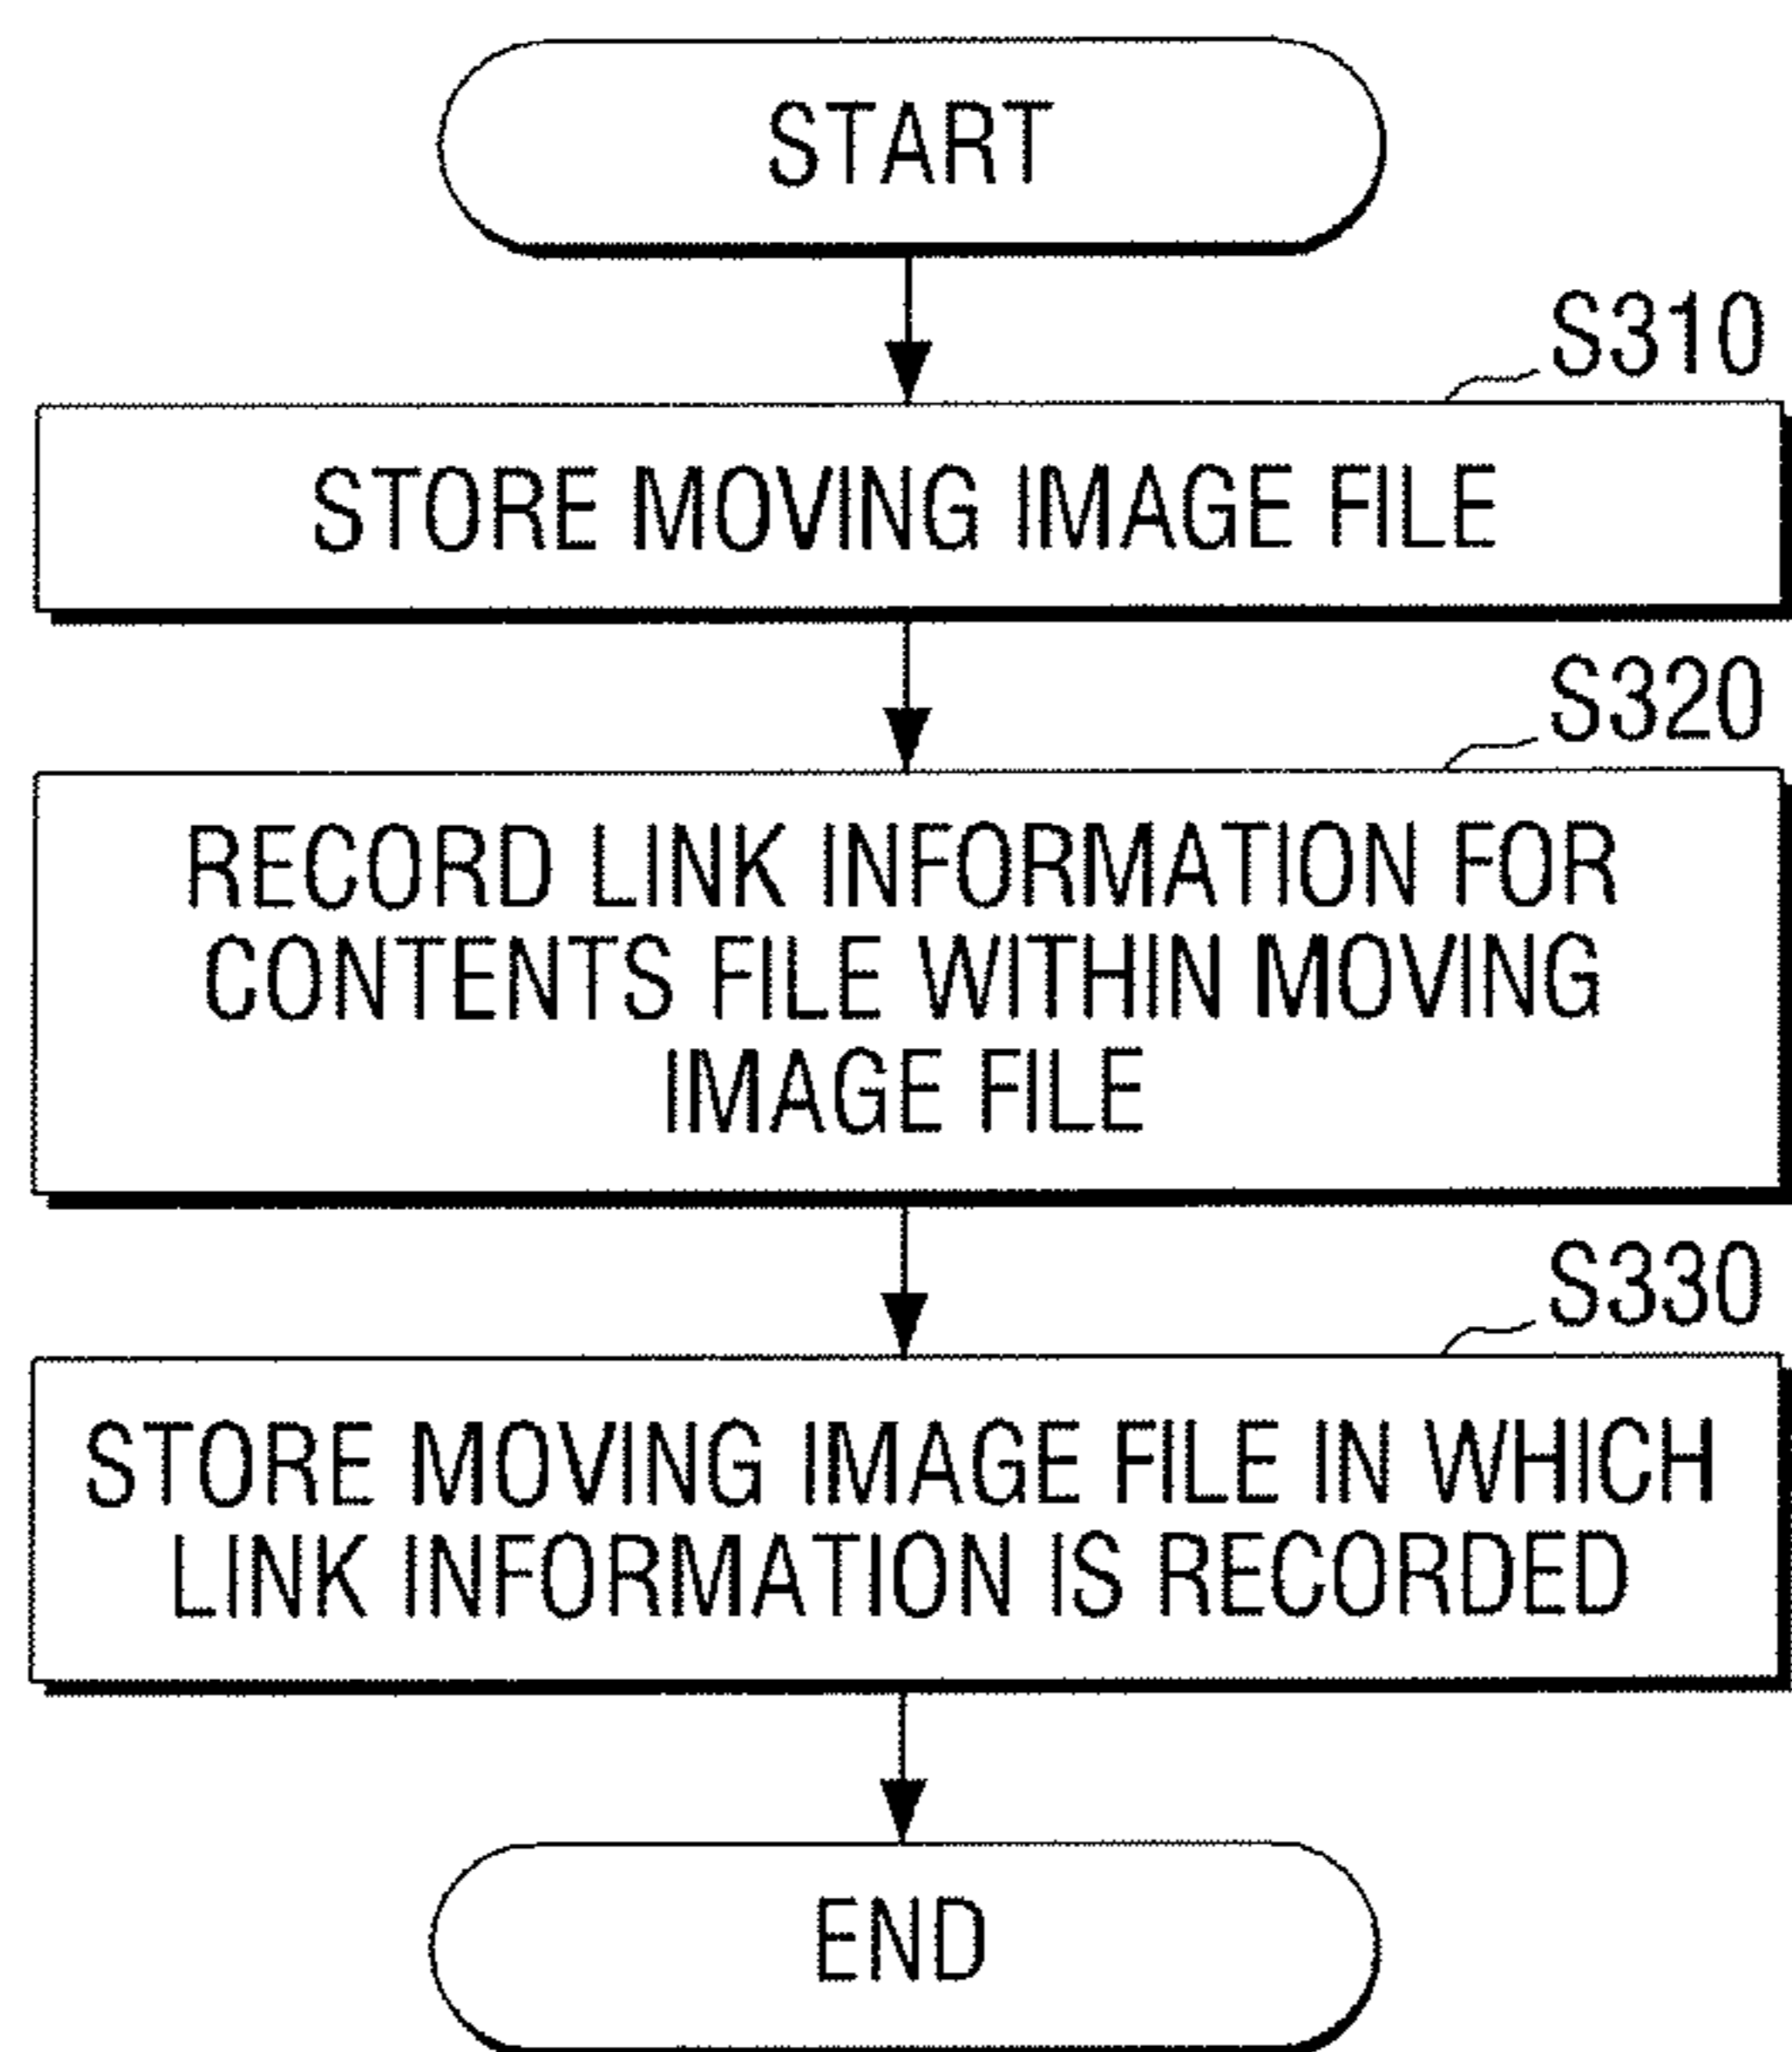 START
S310
STORE MOVING IMAGE FILE
S320
RECORD LINK INFORMATION FOR
CONTENTS FILE WITHIN MOVING
IMAGE FILE
S330
STORE MOVING IMAGE FILE IN WHICH
LINK INFORMATION IS RECORDED
END